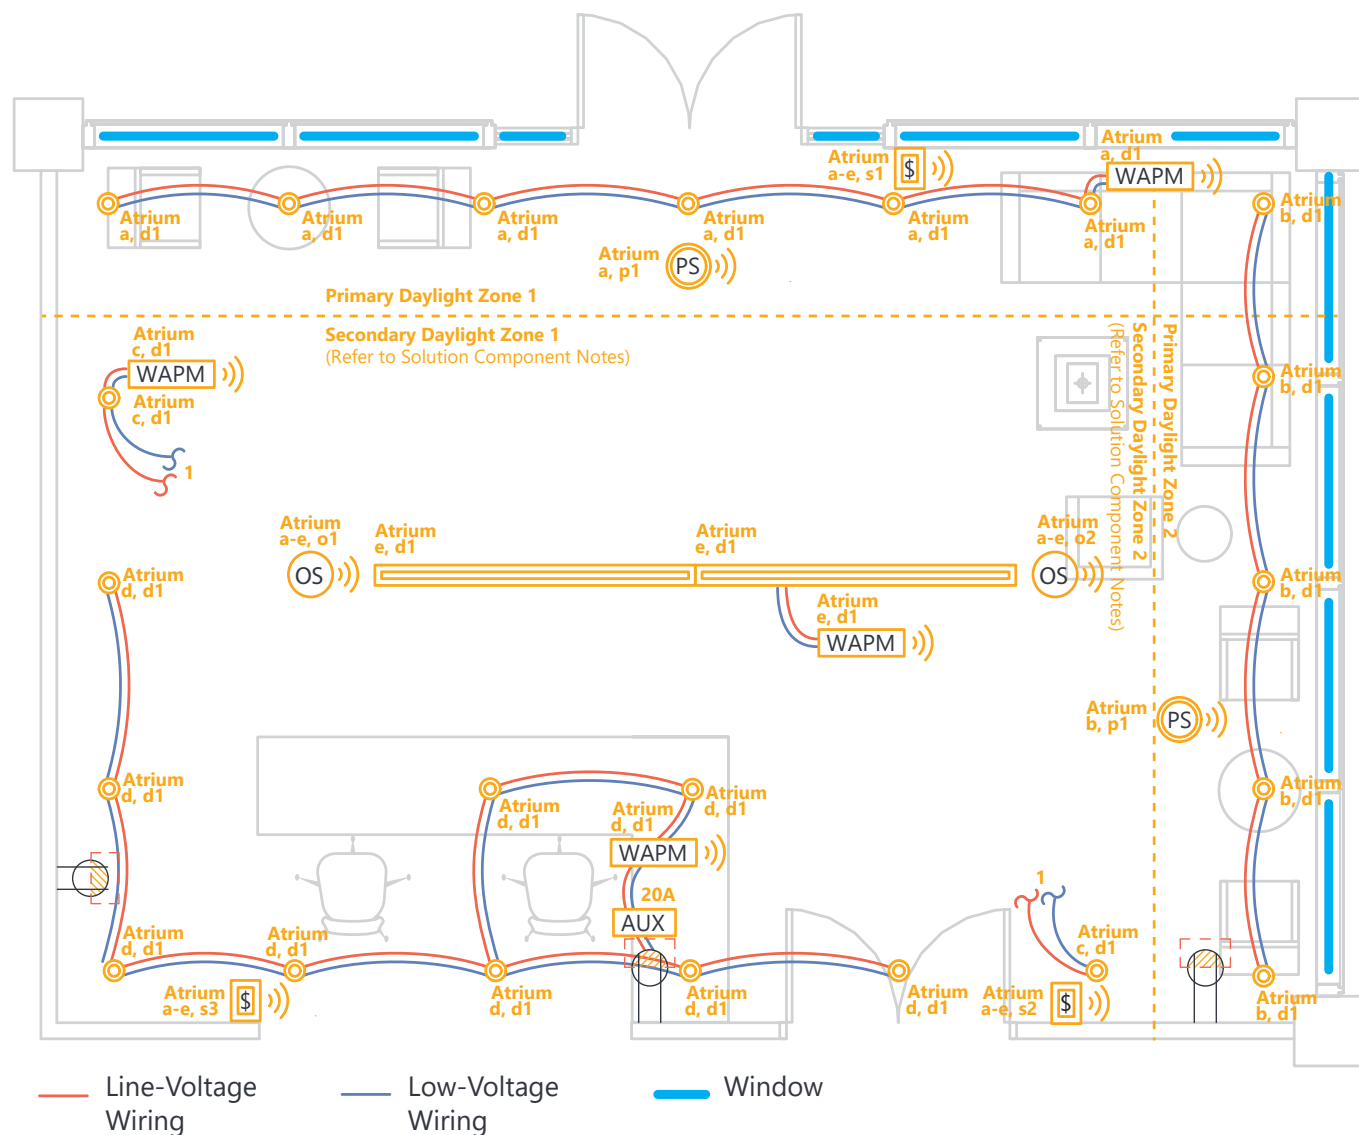 Atrium
a-e, s1
$
Atrium
a, d1
WAPM
Atrium
a, d1
Atrium
a, d1
Atrium
a, d1
Atrium
a, d1
Atrium
a, d1
Atrium
a, d1
Atrium
b, d1
Atrium
a, p1
PS
Primary Daylight Zone 1
Secondary Daylight Zone 1
(Refer to Solution Component Notes)
Primary Daylight Zone 2
Secondary Daylight Zone 2
(Refer to Solution Component Notes)
Atrium
c, d1
WAPM
Atrium
c, d1
1
Atrium
b, d1
Atrium
a-e, o1
OS
Atrium
e, d1
Atrium
e, d1
Atrium
a-e, o2
OS
Atrium
d, d1
Atrium
b, d1
Atrium
e, d1
WAPM
Atrium
b, p1
PS
Atrium
d, d1
Atrium
d, d1
Atrium
d, d1
Atrium
d, d1
WAPM
Atrium
b, d1
20A
AUX
1
Atrium
d, d1
Atrium
d, d1
Atrium
c, d1
Atrium
a-e, s3
$
Atrium
d, d1
Atrium
d, d1
Atrium
d, d1
Atrium
a-e, s2
$
Atrium
b, d1
Line-Voltage
Wiring
Low-Voltage
Wiring
Window